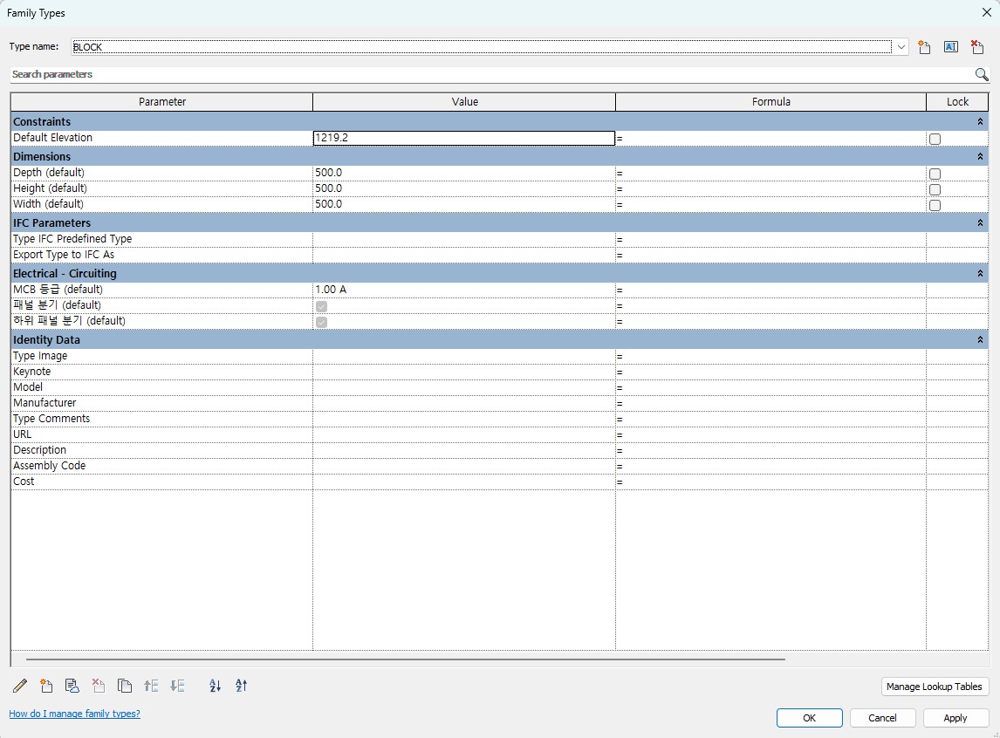 Family Types
Type name: BLOCK
Search parameters
Parameter Value Formula Lock
Constraints
Default Elevation 1219.2 =
Dimensions
Depth (default) 500.0 =
Height (default) 500.0 =
Width (default) 500.0 =
IFC Parameters
Type IFC Predefined Type =
Export Type to IFC As =
Electrical - Circuiting
MCB 등급 (default) 1.00 A =
패널 분기 (default) =
하위 패널 분기 (default) =
Identity Data
Type Image =
Keynote =
Model =
Manufacturer =
Type Comments =
URL =
Description =
Assembly Code =
Cost =
Manage Lookup Tables
How do I manage family types?
OK Cancel Apply